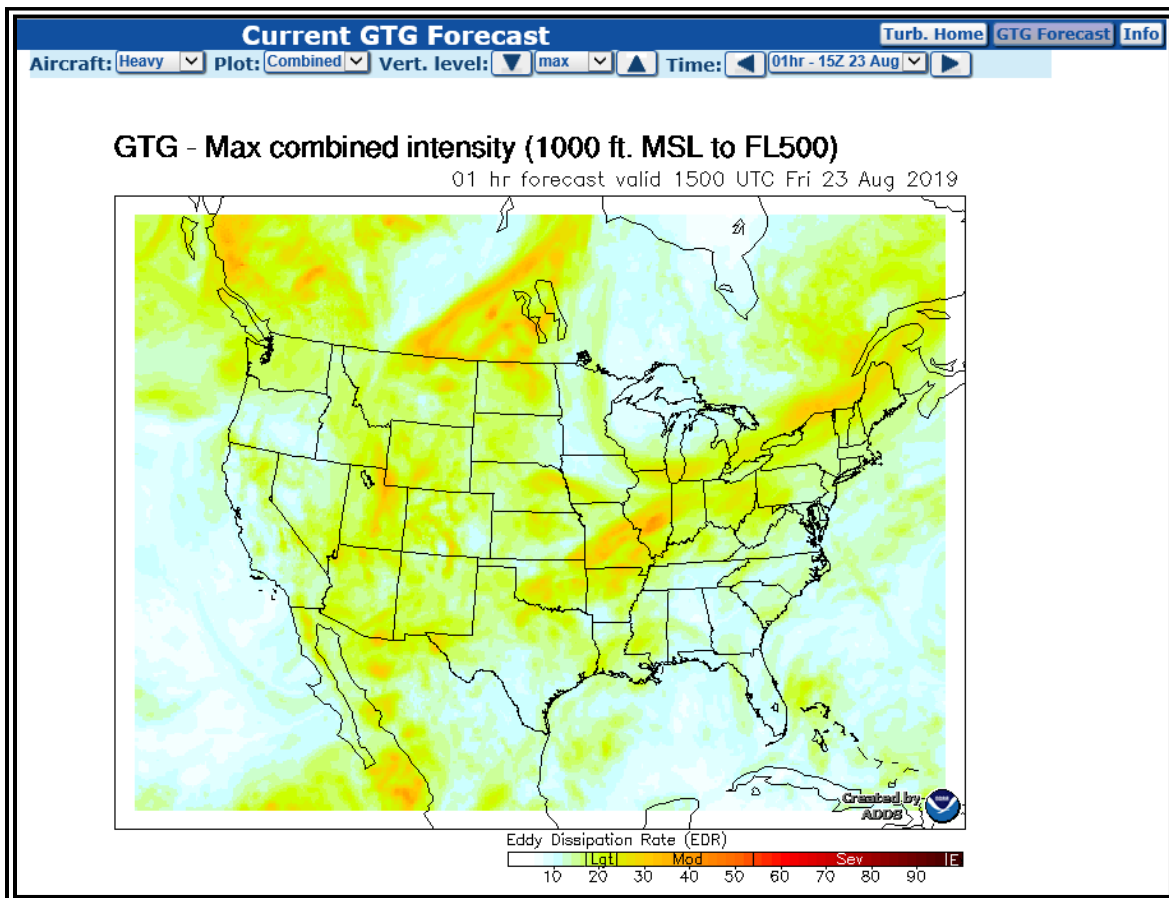 Current GTG Forecast Turb. Home GTG Forecast Info
Aircraft: Heavy Plot: Combined Vert. level: max Time: 01hr - 15Z 23 Aug
GTG - Max combined intensity (1000 ft. MSL to FL500)
01 hr forecast valid 1500 UTC Fri 23 Aug 2019
Created by
ADDS
Eddy Dissipation Rate (EDR)
Lgt Mod Sev E
10 20 30 40 50 60 70 80 90